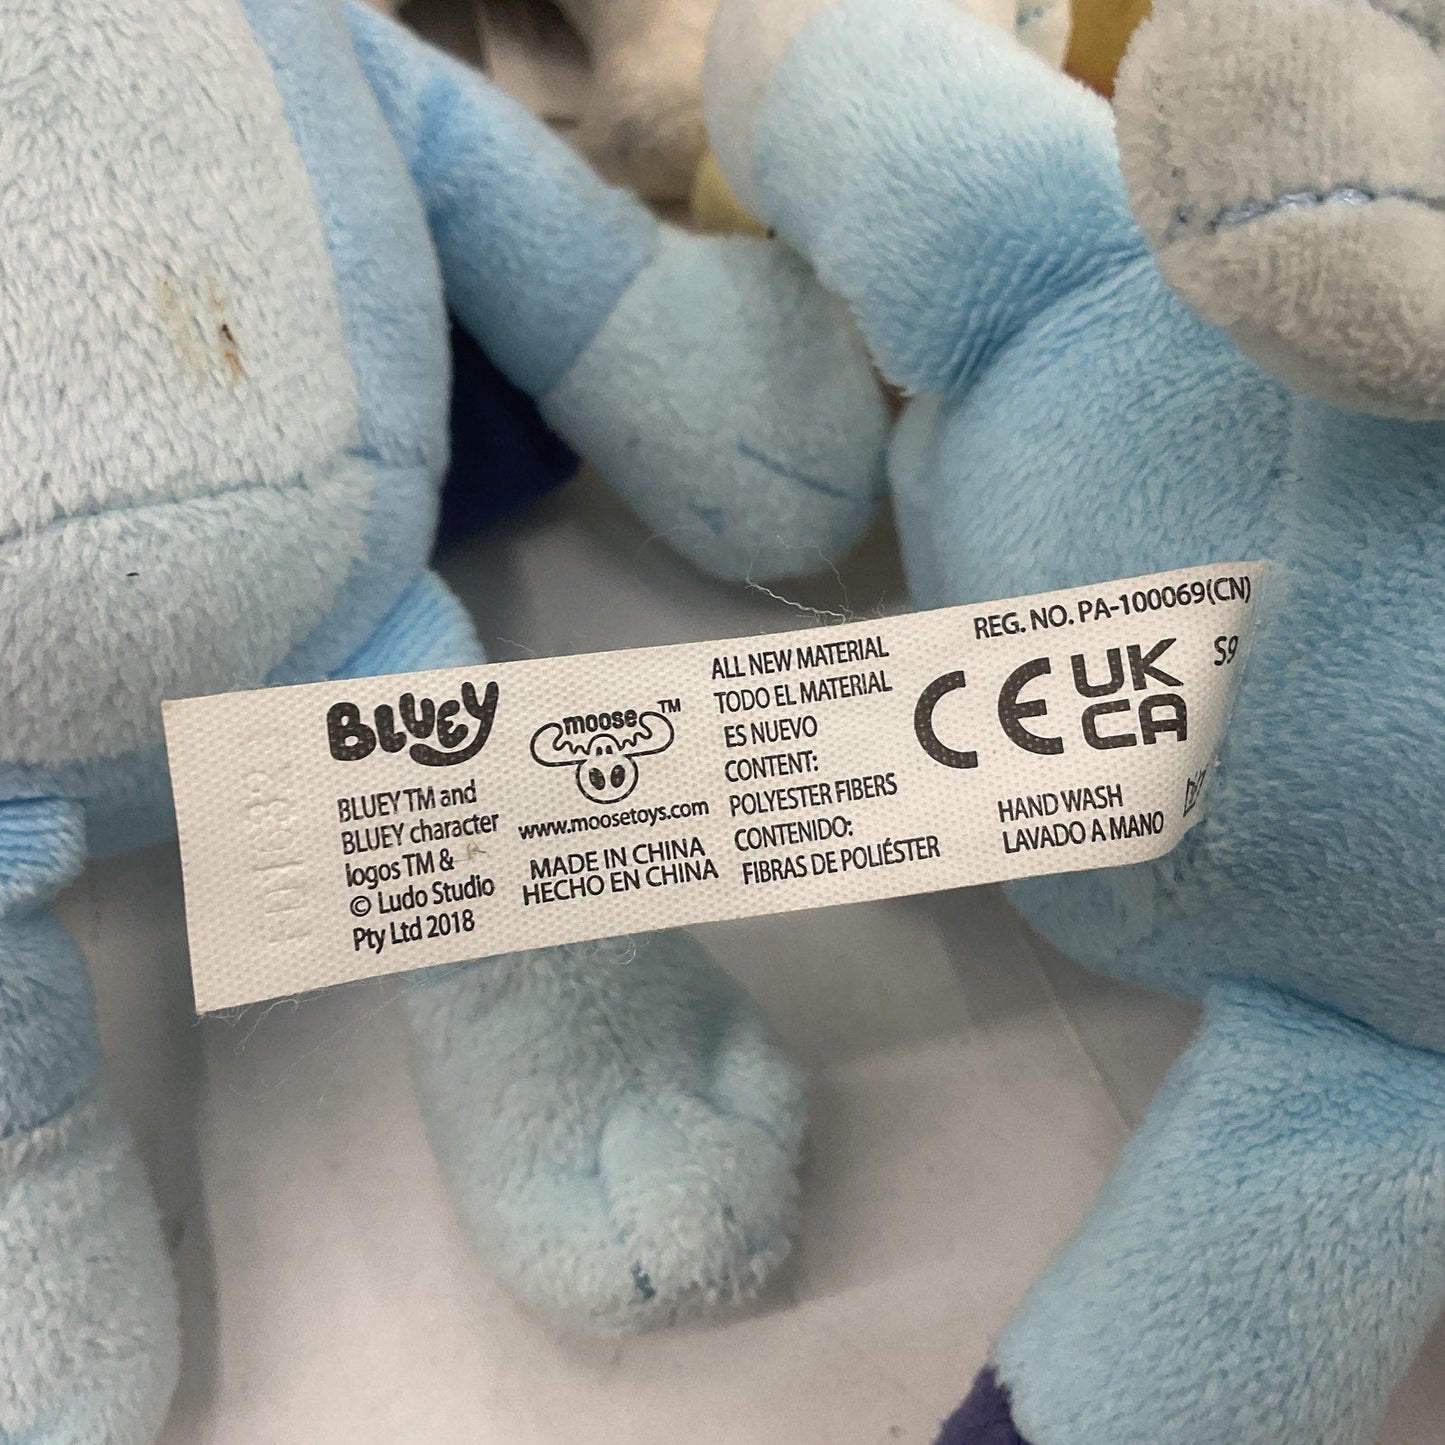 BLUEY
BLUEY TM and
BLUEY character
logos TM &
© Ludo Studio
Pty Ltd 2018
moose TM
www.moosetoys.com
MADE IN CHINA
HECHO EN CHINA
ALL NEW MATERIAL
TODO EL MATERIAL
ES NUEVO
CONTENT:
POLYESTER FIBERS
CONTENIDO:
FIBRAS DE POLIÉSTER
REG. NO. PA-100069(CN)
CE UK
CA
S9
HAND WASH
LAVADO A MANO